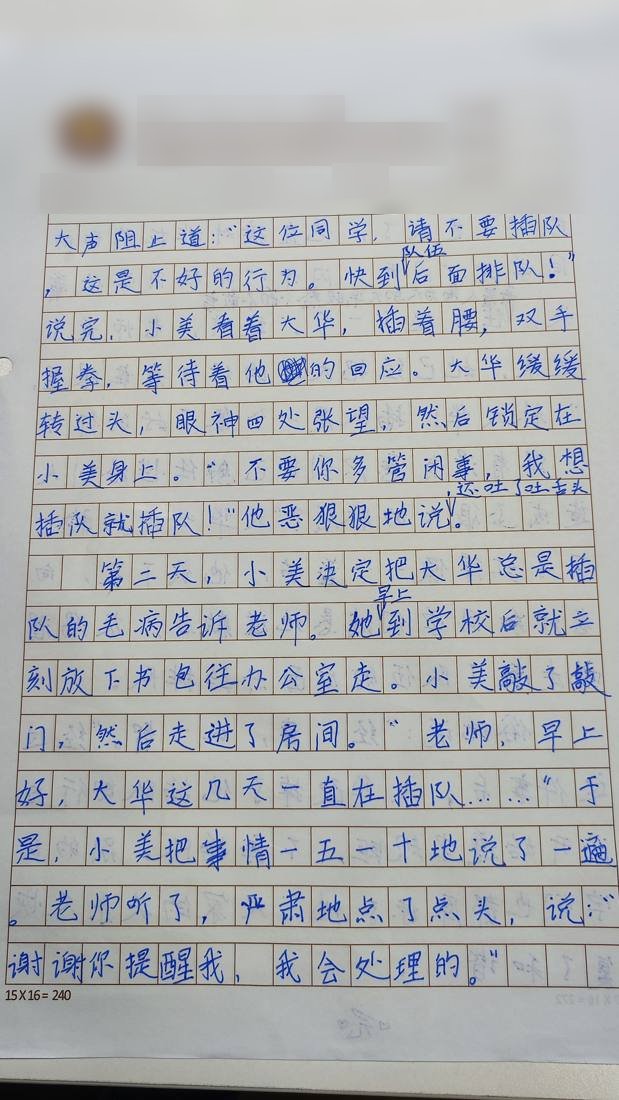 大声阻止道：“这位同学，请不要插队
队伍
，这是不好的行为。快到后面排队！”
说完，小美看着大华，插着腰，双手
握拳，等待着他的回应。大华缓缓
转过头，眼神四处张望，然后锁定在
小美身上。“不要你多管闲事，我想
，还吐了吐舌头
插队就插队！”他恶狠狠地说。
第三天，小美决定把大华总是插
早上
队的毛病告诉老师。她到学校后就立
刻放下书包往办公室走。小美敲了敲
门，然后走进了房间。“老师，早上
好，大华这几天一直在插队……”于
是，小美把事情一五一十地说了一遍
。老师听了，严肃地点了点头，说：“
谢谢你提醒我，我会处理的。”
15X16=240